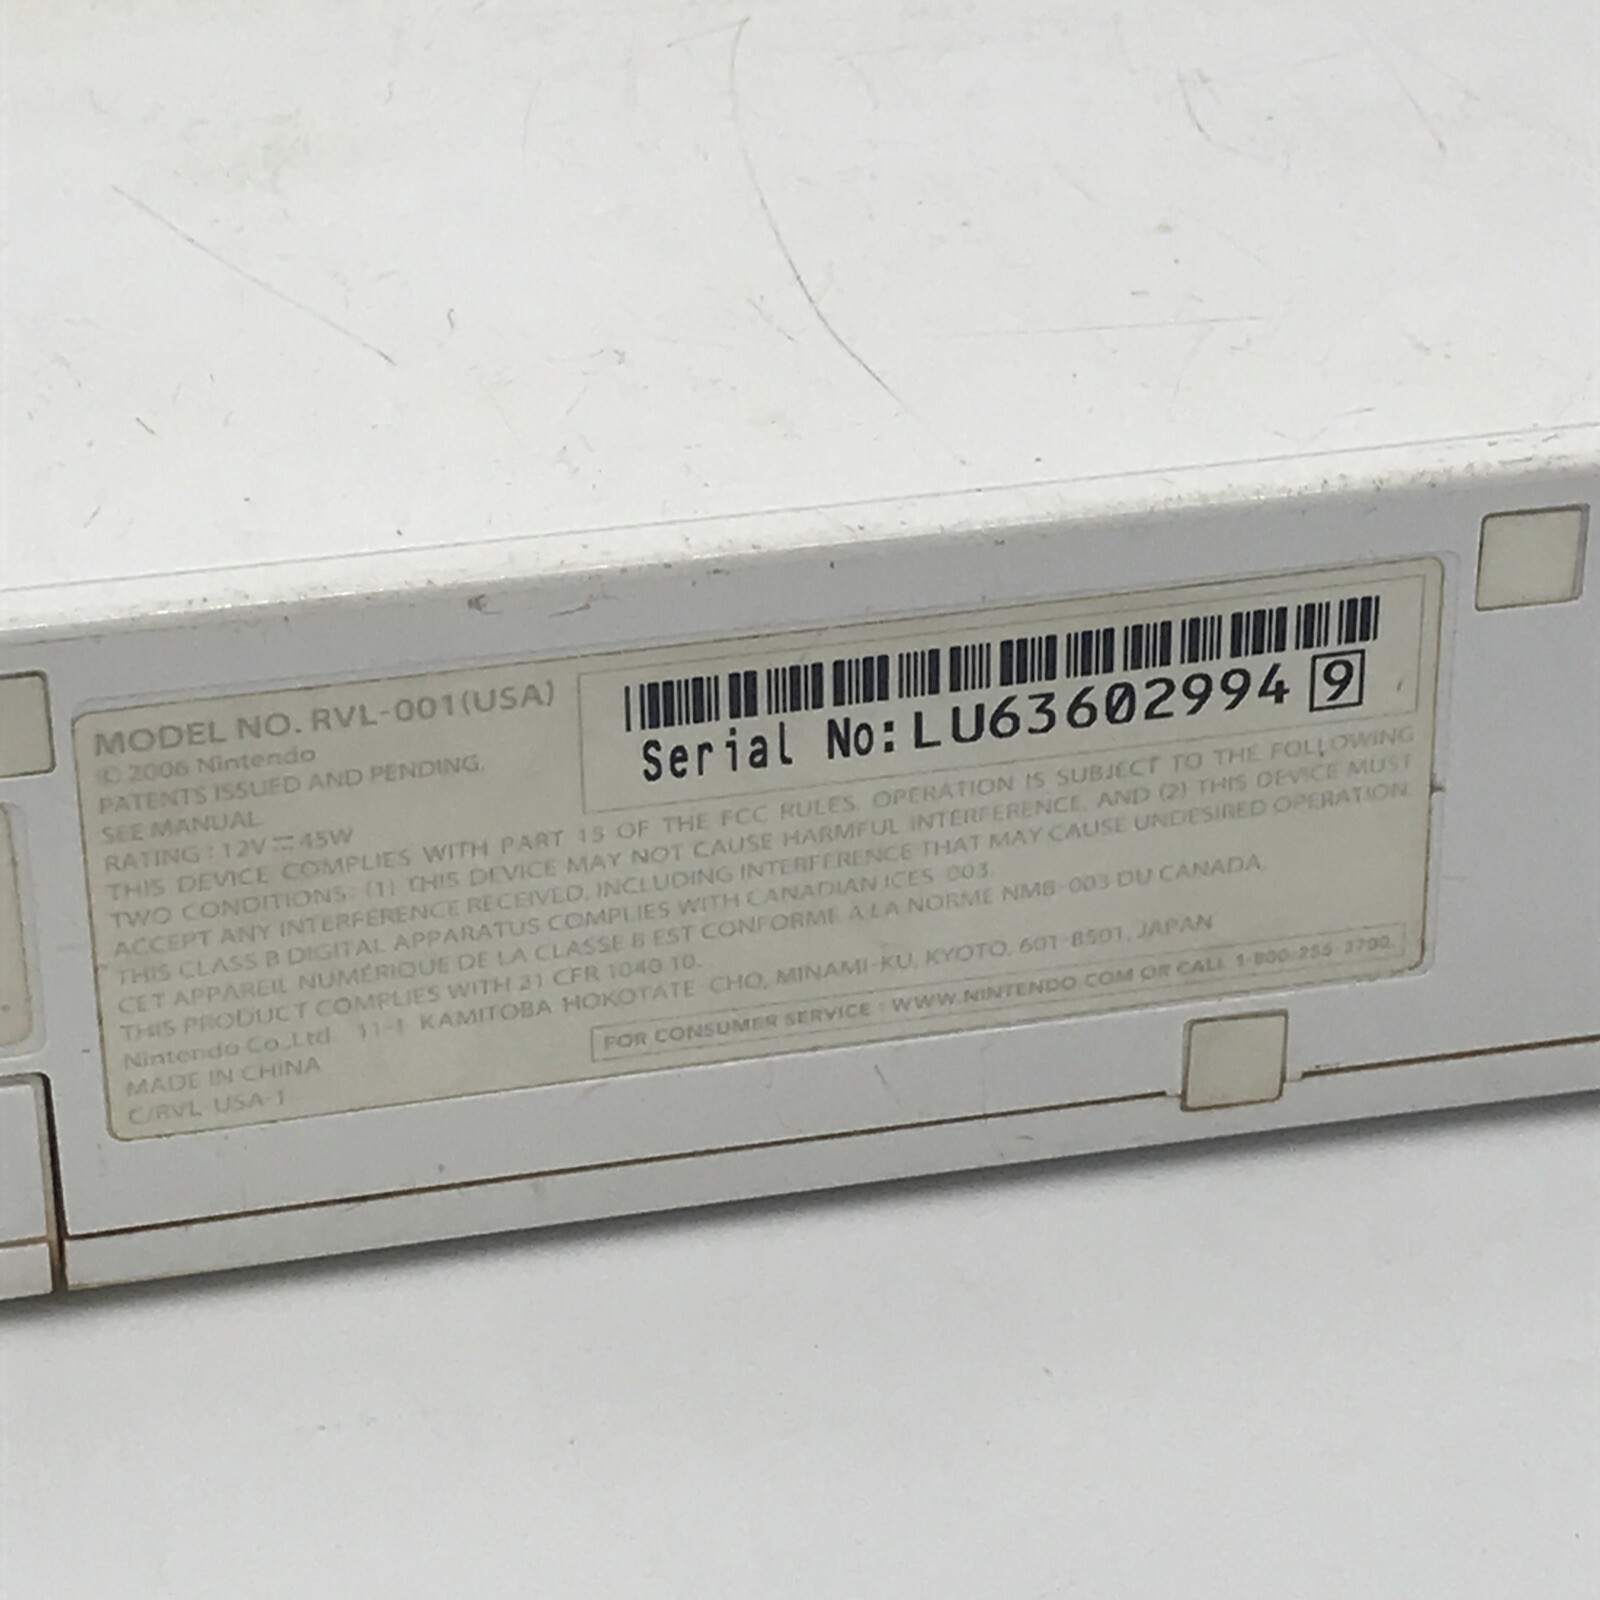 MODEL NO. RVL-001(USA)
© 2006 Nintendo
PATENTS ISSUED AND PENDING.
SEE MANUAL
RATING : 12V ⎓ 45W
Serial No:LU63602994 9
THIS DEVICE COMPLIES WITH PART 15 OF THE FCC RULES. OPERATION IS SUBJECT TO THE FOLLOWING
TWO CONDITIONS: (1) THIS DEVICE MAY NOT CAUSE HARMFUL INTERFERENCE, AND (2) THIS DEVICE MUST
ACCEPT ANY INTERFERENCE RECEIVED, INCLUDING INTERFERENCE THAT MAY CAUSE UNDESIRED OPERATION.
THIS CLASS B DIGITAL APPARATUS COMPLIES WITH CANADIAN ICES-003.
CET APPAREIL NUMÉRIQUE DE LA CLASSE B EST CONFORME À LA NORME NMB-003 DU CANADA.
THIS PRODUCT COMPLIES WITH 21 CFR 1040.10.
Nintendo Co.,Ltd. 11-1 KAMITOBA HOKOTATE-CHO, MINAMI-KU, KYOTO, 601-8501, JAPAN
MADE IN CHINA
C/RVL-USA-1
FOR CONSUMER SERVICE : WWW.NINTENDO.COM OR CALL 1-800-255-3700.